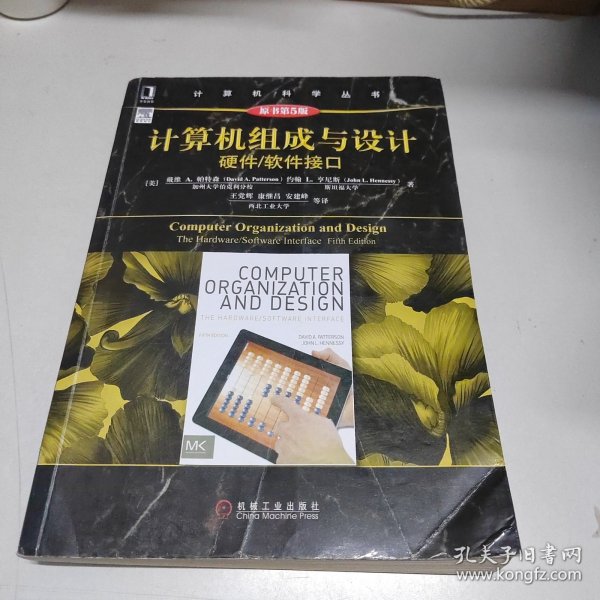 计算机科学丛书
原书第5版
计算机组成与设计
硬件/软件接口
[美] 戴维 A. 帕特森 (David A. Patterson) 约翰 L. 亨尼斯 (John L. Hennessy) 著
加州大学伯克利分校 斯坦福大学
王党辉 康继昌 安建峰 等译
西北工业大学
Computer Organization and Design
The Hardware/Software Interface Fifth Edition
COMPUTER
ORGANIZATION
AND DESIGN
THE HARDWARE/SOFTWARE INTERFACE
FIFTH EDITION
DAVID A. PATTERSON
JOHN L. HENNESSY
MK
机械工业出版社
China Machine Press
孔夫子旧书网
www.kongfz.com